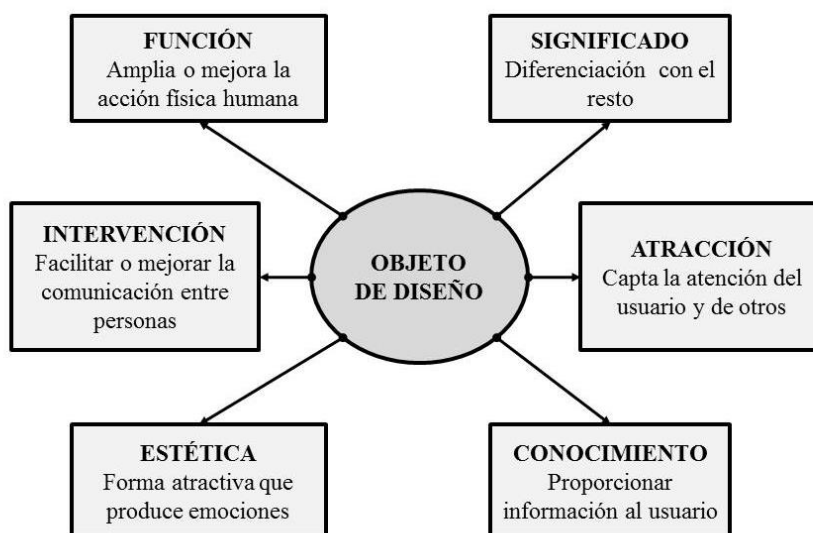 FUNCIÓN
Amplia o mejora la
acción física humana
SIGNIFICADO
Diferenciación con el
resto
INTERVENCIÓN
Facilitar o mejorar la
comunicación entre
personas
OBJETO
DE DISEÑO
ATRACCIÓN
Capta la atención del
usuario y de otros
ESTÉTICA
Forma atractiva que
produce emociones
CONOCIMIENTO
Proporcionar
información al usuario